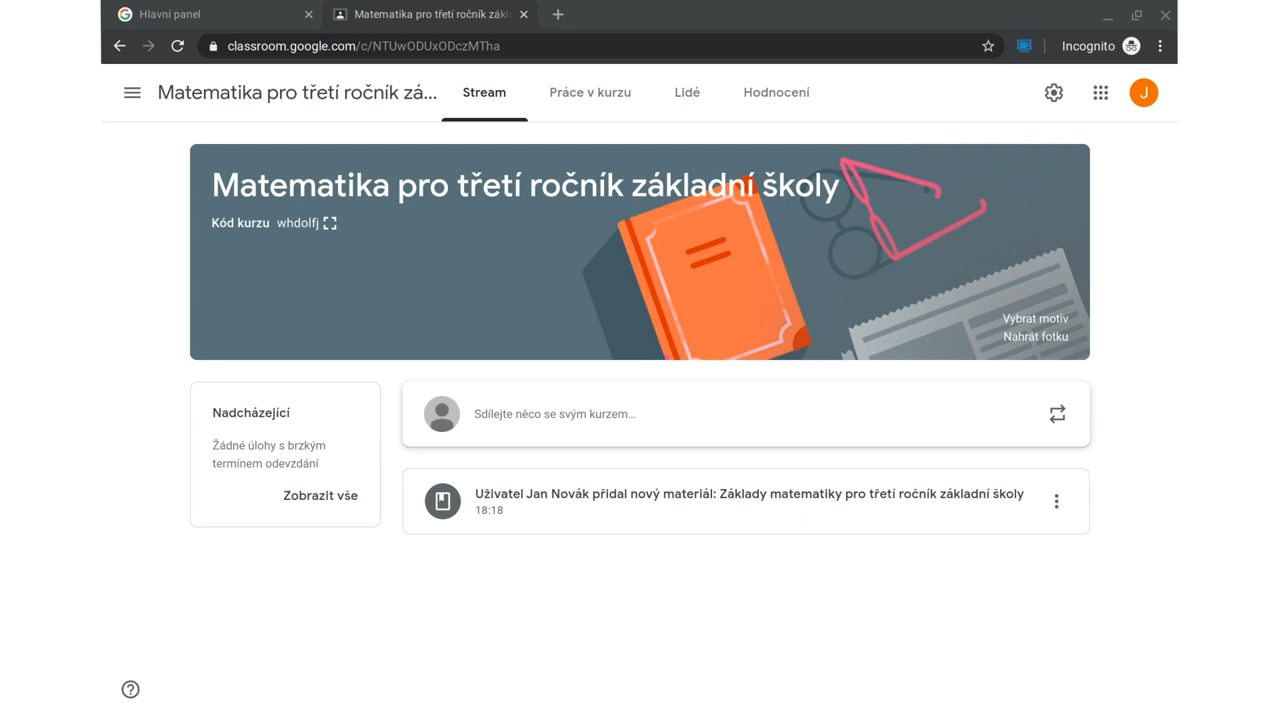 Hlavní panel
Matematika pro třetí ročník zákl
classroom.google.com/c/NTUwODUxODczMTha
Incognito
Matematika pro třetí ročník zá...
Stream
Práce v kurzu
Lidé
Hodnocení
J
Matematika pro třetí ročník základní školy
Kód kurzu whdolfj
Vybrat motiv
Nahrát fotku
Nadcházející
Žádné úlohy s brzkým
termínem odevzdání
Zobrazit vše
Sdílejte něco se svým kurzem...
Uživatel Jan Novák přidal nový materiál: Základy matematiky pro třetí ročník základní školy
18:18